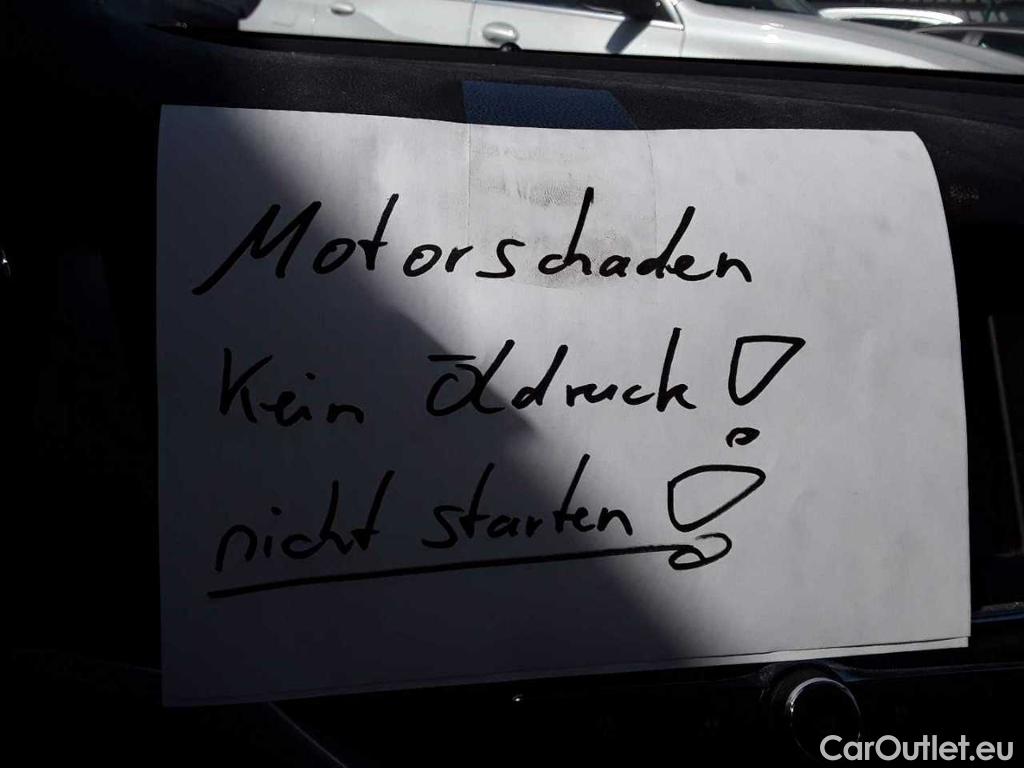 Motorschaden
Kein Öldruck!
nicht starten!
CarOutlet.eu